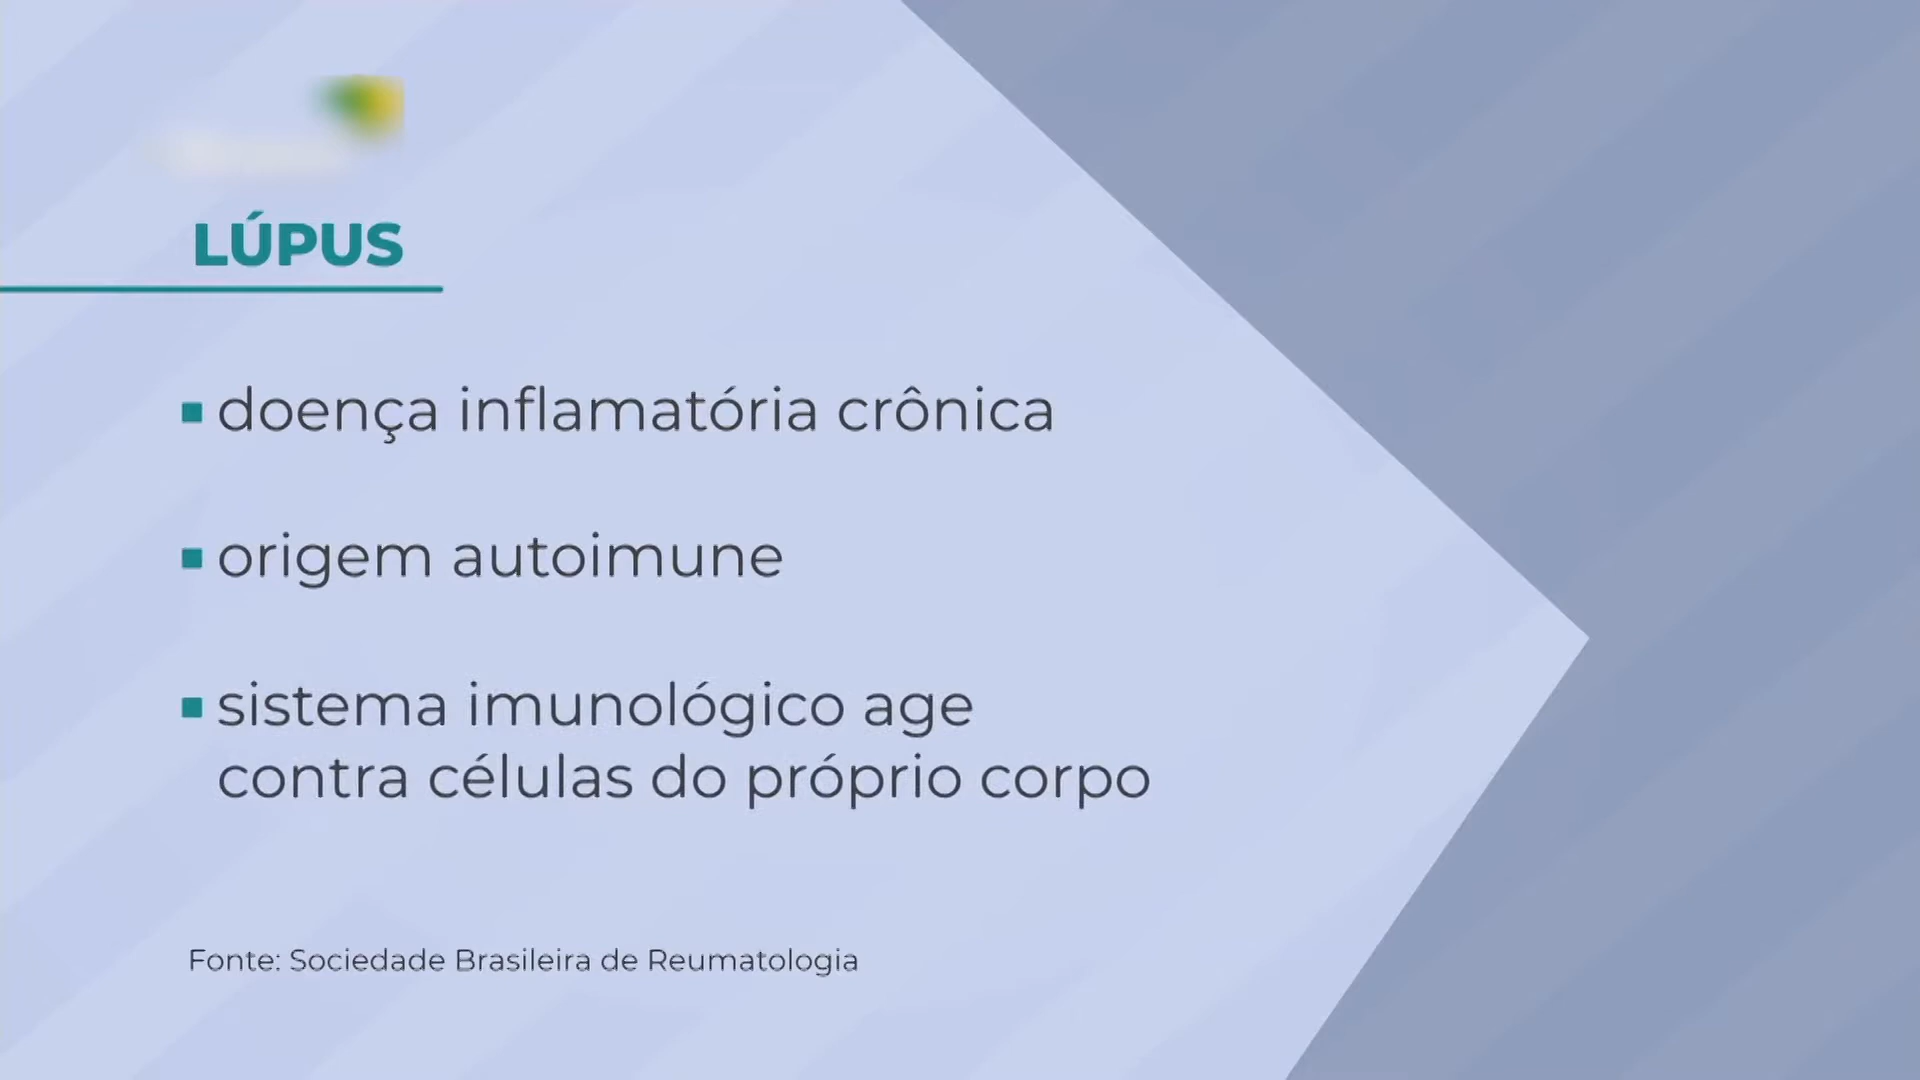 LÚPUS
doença inflamatória crônica
origem autoimune
sistema imunológico age
contra células do próprio corpo
Fonte: Sociedade Brasileira de Reumatologia